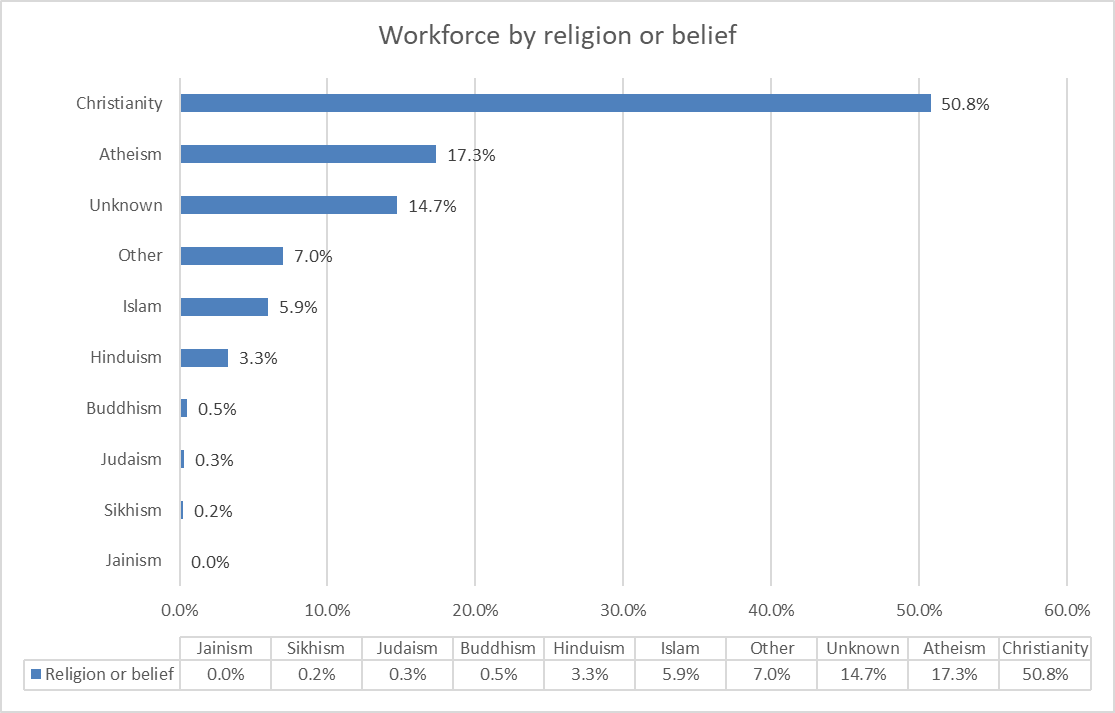 Workforce by religion or belief
Christianity 50.8%
Atheism 17.3%
Unknown 14.7%
Other 7.0%
Islam 5.9%
Hinduism 3.3%
Buddhism 0.5%
Judaism 0.3%
Sikhism 0.2%
Jainism 0.0%
0.0% 10.0% 20.0% 30.0% 40.0% 50.0% 60.0%
Jainism Sikhism Judaism Buddhism Hinduism Islam Other Unknown Atheism Christianity
Religion or belief 0.0% 0.2% 0.3% 0.5% 3.3% 5.9% 7.0% 14.7% 17.3% 50.8%